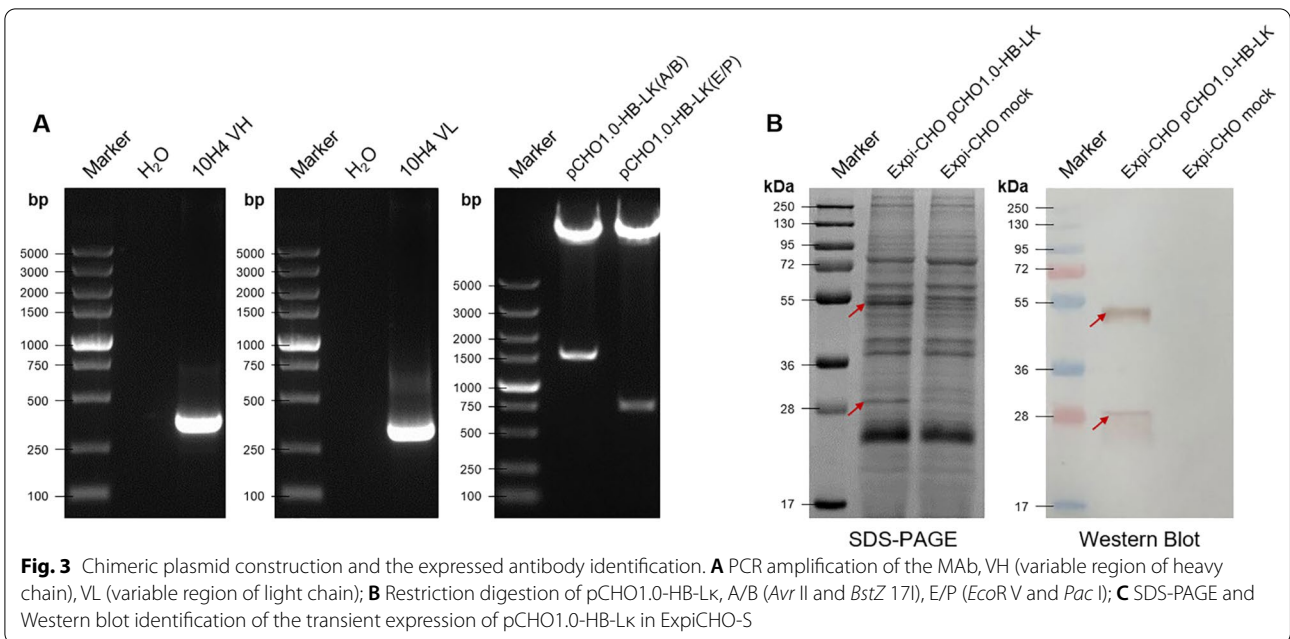 A
B
Marker
H₂O
10H4 VH
Marker
H₂O
10H4 VL
Marker
pCHO1.0-HB-LK(A/B)
pCHO1.0-HB-LK(E/P)
Marker
Expi-CHO pCHO1.0-HB-LK
Expi-CHO mock
Marker
Expi-CHO pCHO1.0-HB-LK
Expi-CHO mock
bp
5000
3000
2000
1500
1000
750
500
250
100
bp
5000
3000
2000
1500
1000
750
500
250
100
bp
5000
3000
2000
1500
1000
750
500
250
100
kDa
250
130
95
72
55
36
28
17
SDS-PAGE
kDa
250
130
95
72
55
36
28
17
Western Blot
Fig. 3 Chimeric plasmid construction and the expressed antibody identification. A PCR amplification of the MAb, VH (variable region of heavy
chain), VL (variable region of light chain); B Restriction digestion of pCHO1.0-HB-Lκ, A/B (Avr II and BstZ 17I), E/P (EcoR V and Pac I); C SDS-PAGE and
Western blot identification of the transient expression of pCHO1.0-HB-Lκ in ExpiCHO-S